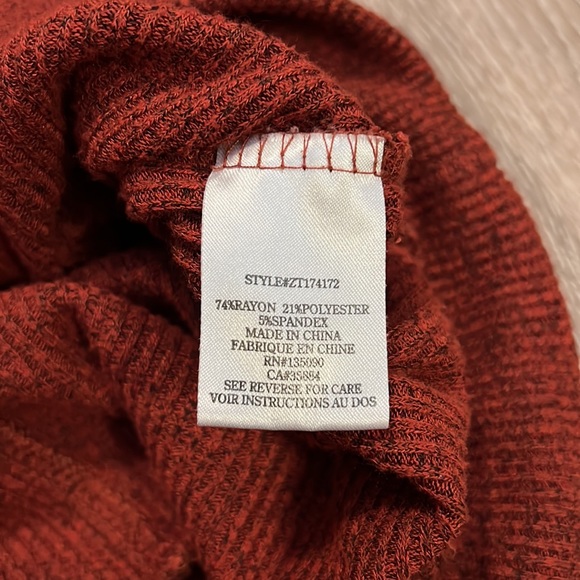 STYLE#ZT174172
74%RAYON 21%POLYESTER
5%SPANDEX
MADE IN CHINA
FABRIQUE EN CHINE
RN#135090
CA#35884
SEE REVERSE FOR CARE
VOIR INSTRUCTIONS AU DOS